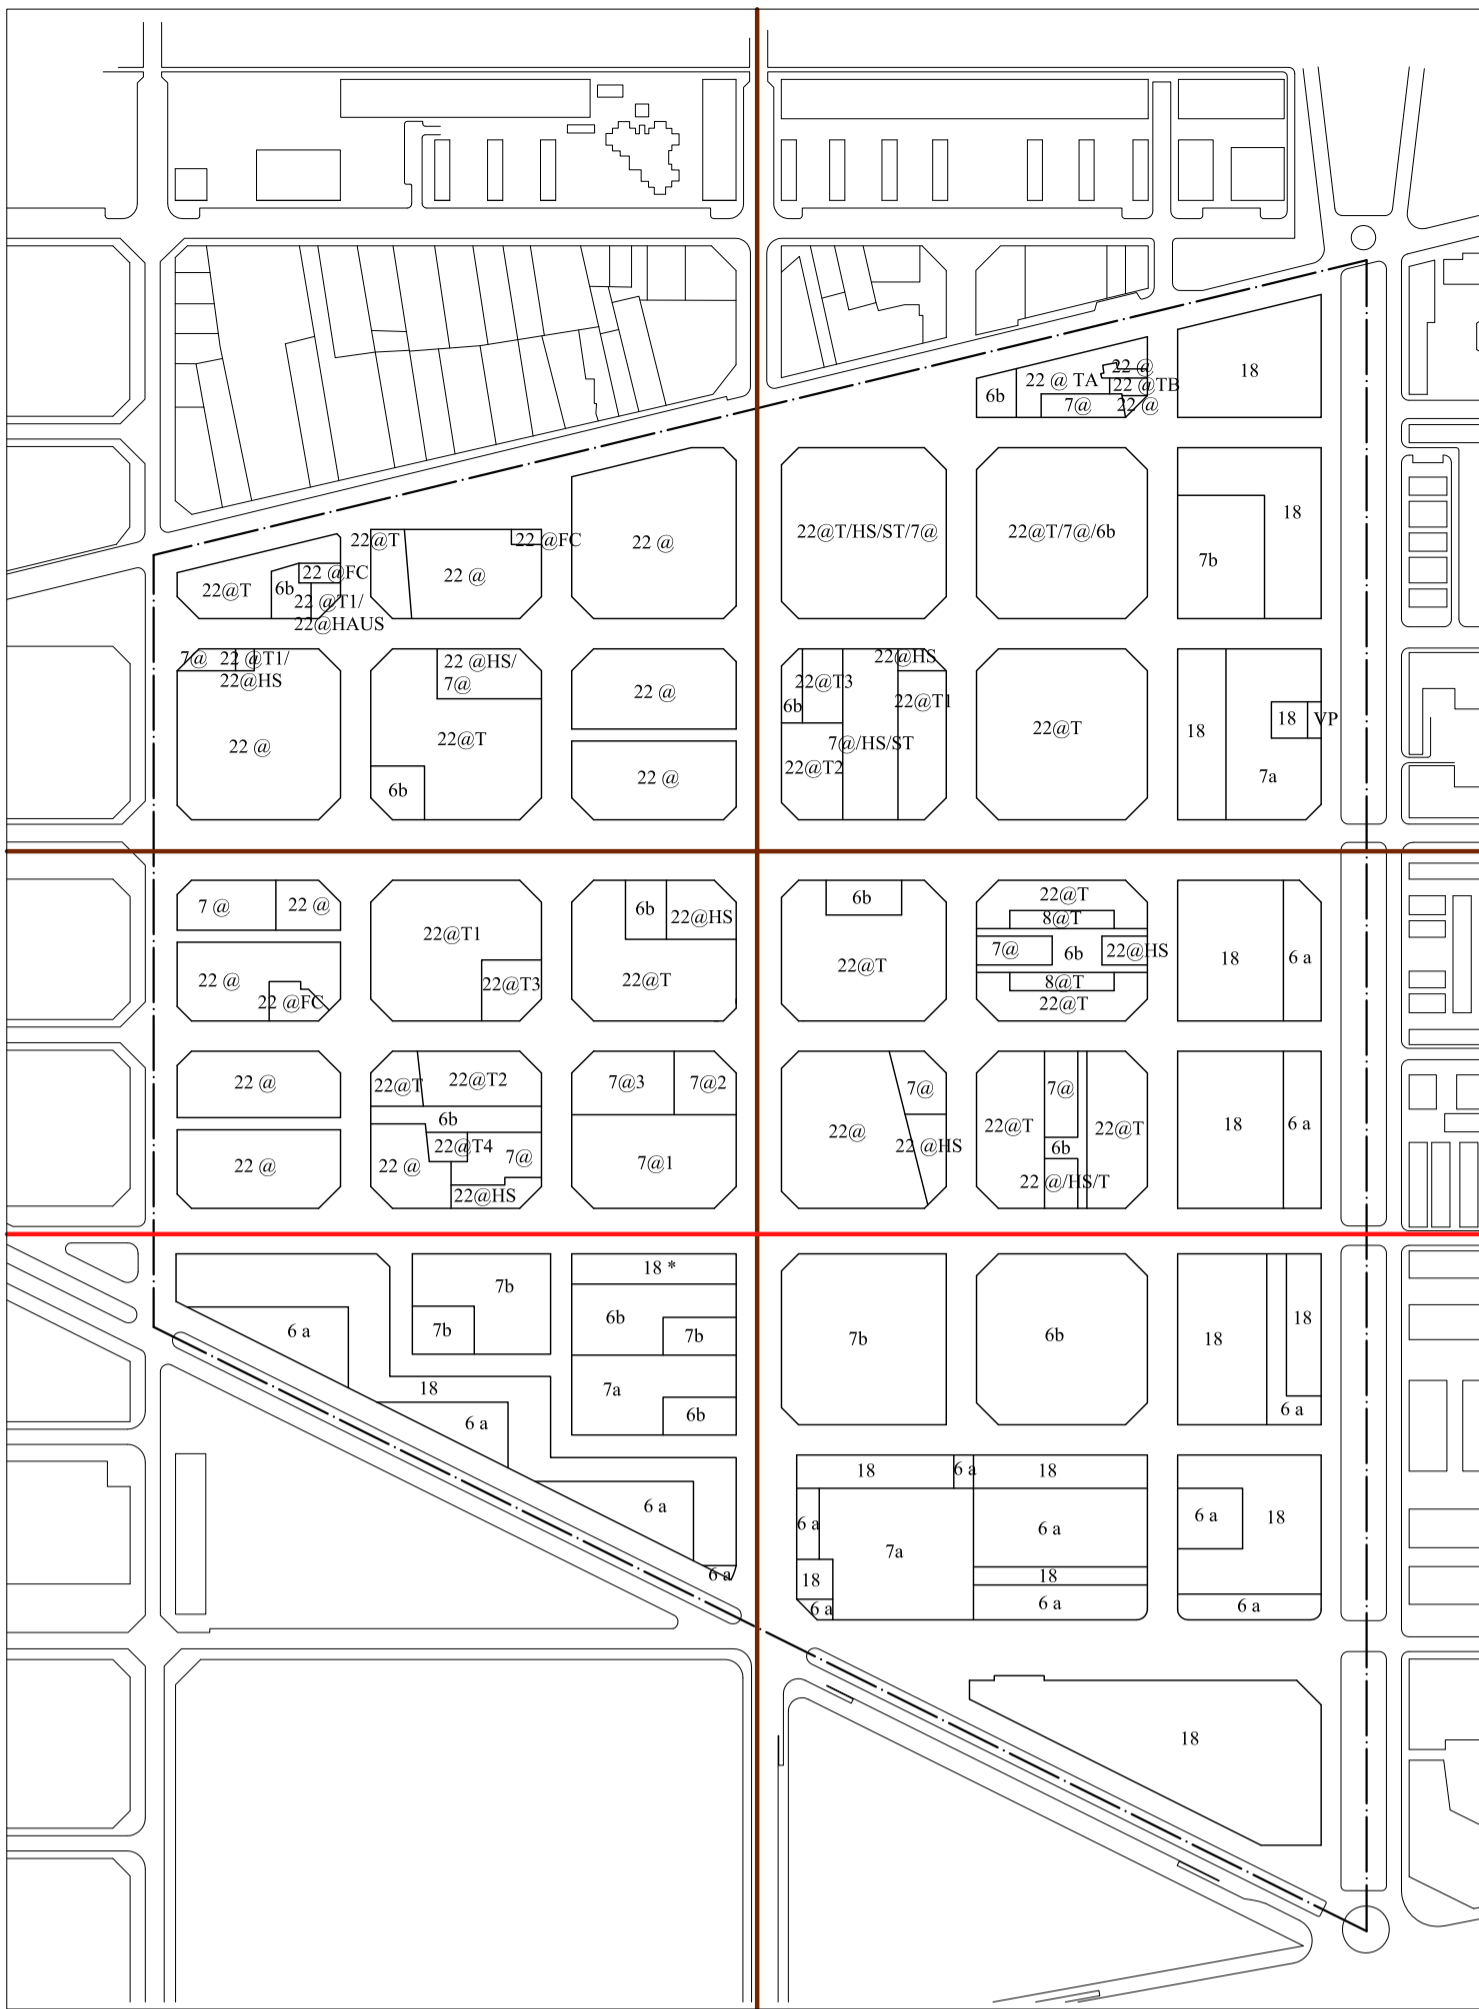 22 @
22 @ TA
22 @TB
18
6b
7@
22 @
22@T
22 @FC
22 @
22@T/HS/ST/7@
22@T/7@/6b
18
7b
22 @
22 @FC
22@T
6b
22 @T1/
22@HAUS
7@
22 @T1/
22@HS
22 @
22 @HS/
7@
22@T
6b
22 @
22 @
22@HS
22@T3
22@T1
6b
7@/HS/ST
22@T2
22@T
18
18
VP
7a
7 @
22 @
22 @
22 @FC
22@T1
22@T3
6b
22@HS
22@T
6b
22@T
22@T
8@T
7@
6b
22@HS
8@T
22@T
18
6 a
22 @
22 @
22@T
22@T2
6b
22@T4
22 @
7@
22@HS
7@3
7@2
7@1
22@
7@
22 @HS
7@
22@T
22@T
6b
22 @/HS/T
18
6 a
6 a
7b
7b
18
6 a
6 a
6 a
18 *
6b
7b
7a
6b
7b
6b
18
18
6 a
18
6 a
18
6 a
7a
6 a
18
18
6 a
6 a
6 a
18
6 a
18